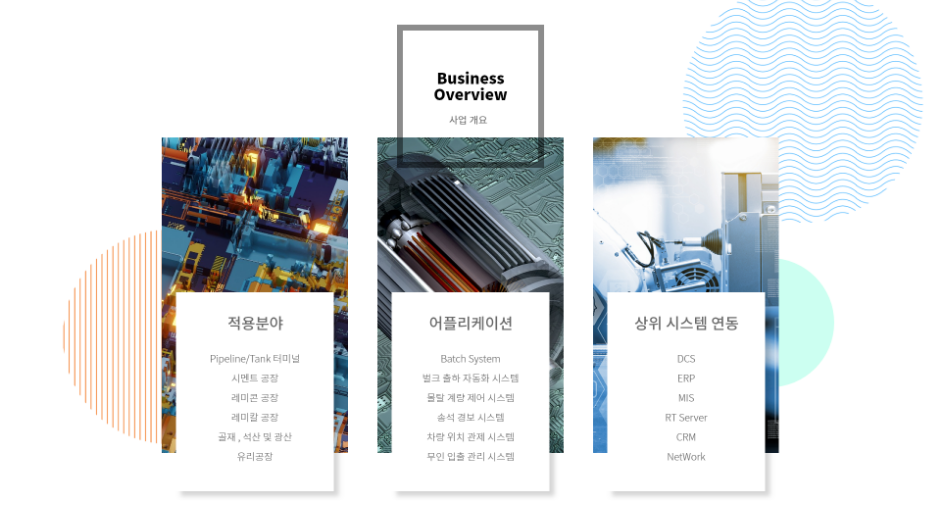 Business
Overview
사업 개요
적용분야
Pipeline/Tank 터미널
시멘트 공장
레미콘 공장
레미칼 공장
골재 , 석산 및 광산
유리공장
어플리케이션
Batch System
벌크 출하 자동화 시스템
몰탈 계량 제어 시스템
송석 경보 시스템
차량 위치 관제 시스템
무인 입출 관리 시스템
상위 시스템 연동
DCS
ERP
MIS
RT Server
CRM
NetWork